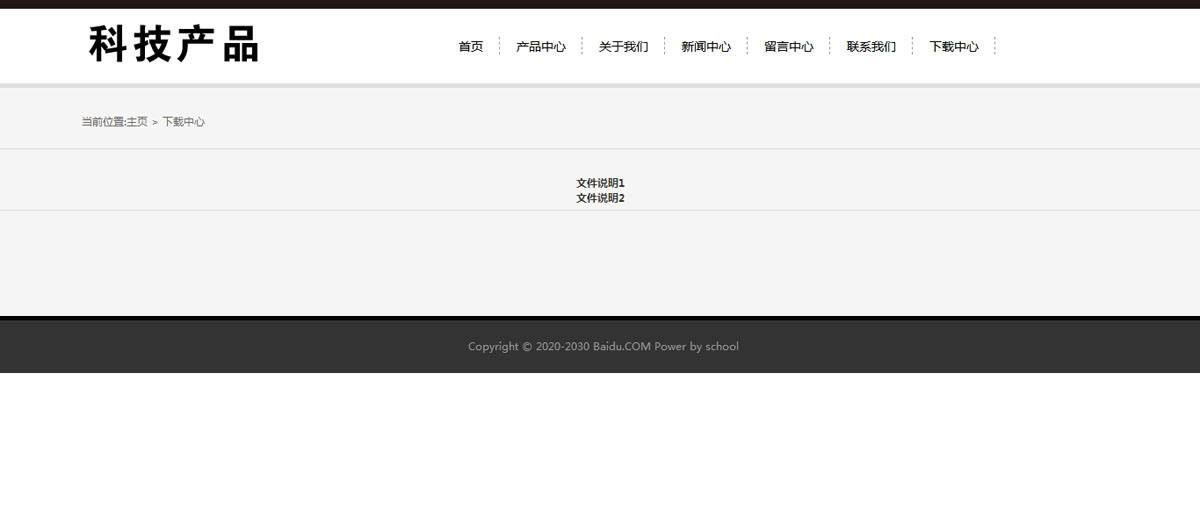 科技产品
首页 产品中心 关于我们 新闻中心 留言中心 联系我们 下载中心
当前位置:主页 > 下载中心
文件说明1
文件说明2
Copyright © 2020-2030 Baidu.COM Power by school